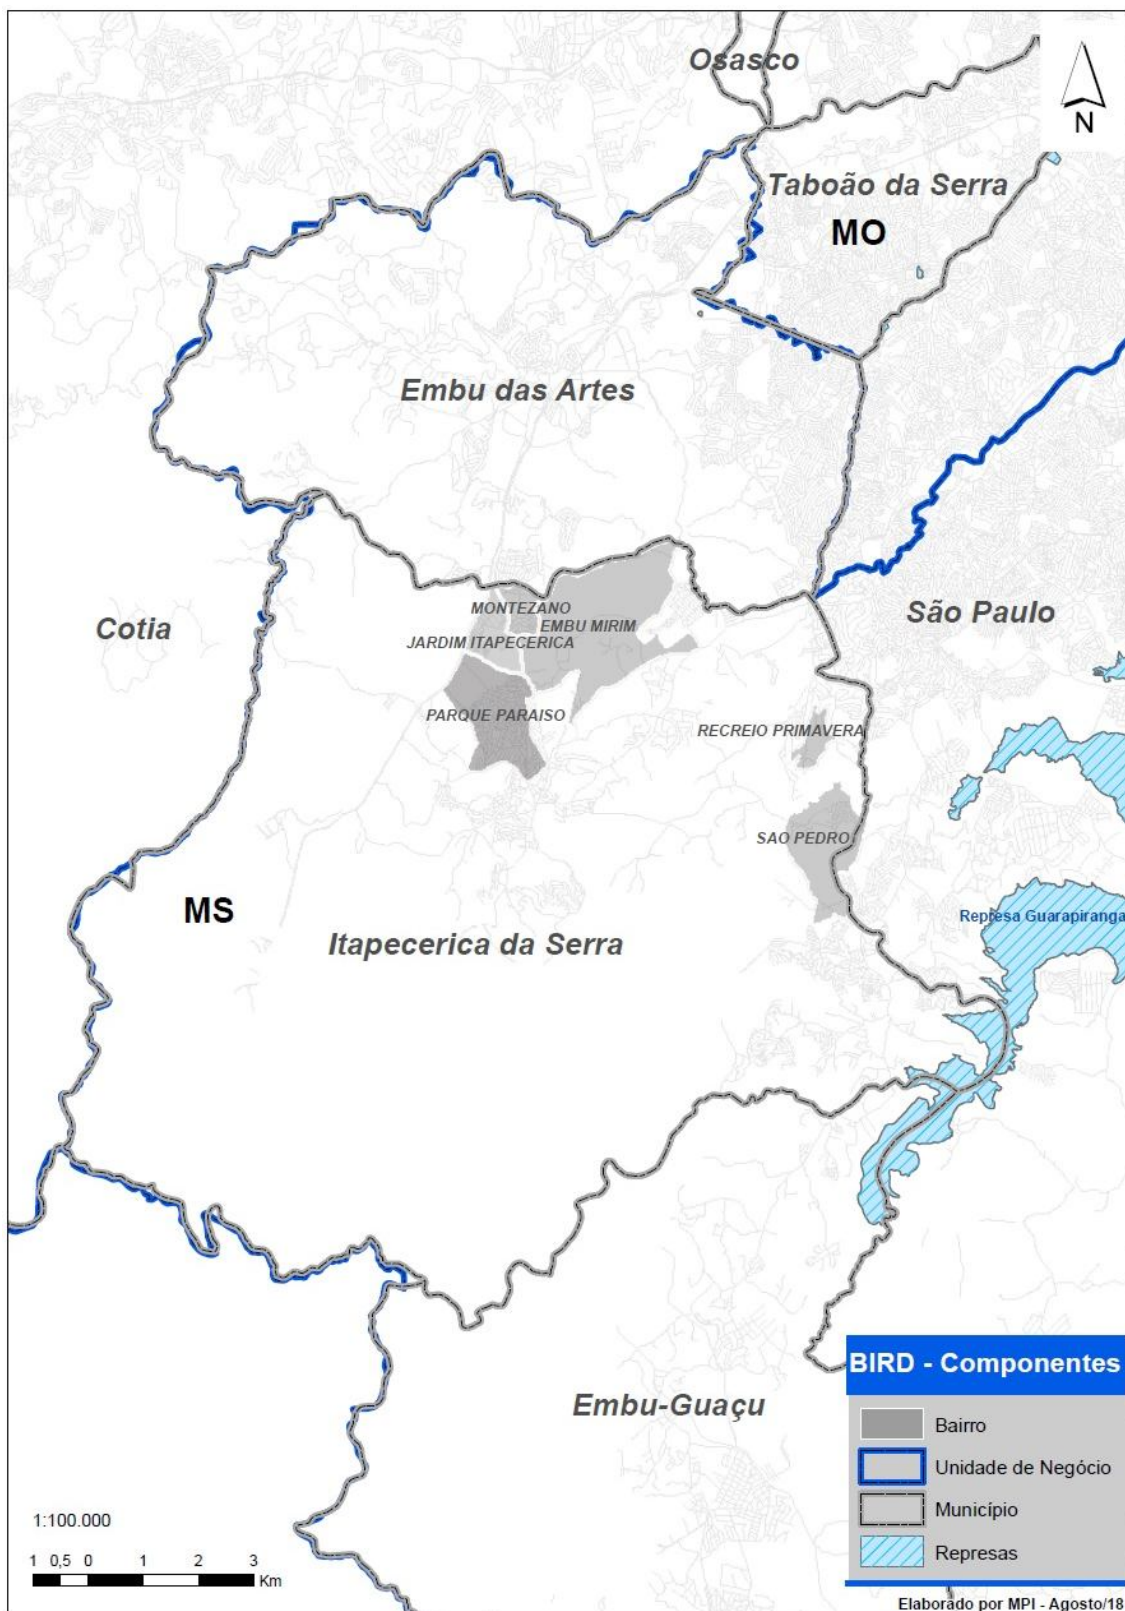 Osasco
N
Taboão da Serra
MO
Embu das Artes
MONTEZANO
EMBU MIRIM
JARDIM ITAPECERICA
São Paulo
Cotia
PARQUE PARAISO
RECREIO PRIMAVERA
SAO PEDRO
MS
Represa Guarapiranga
Itapecerica da Serra
Embu-Guaçu
BIRD - Componentes
Bairro
Unidade de Negócio
Município
Represas
1:100.000
1 0,5 0 1 2 3
Km
Elaborado por MPI - Agosto/18